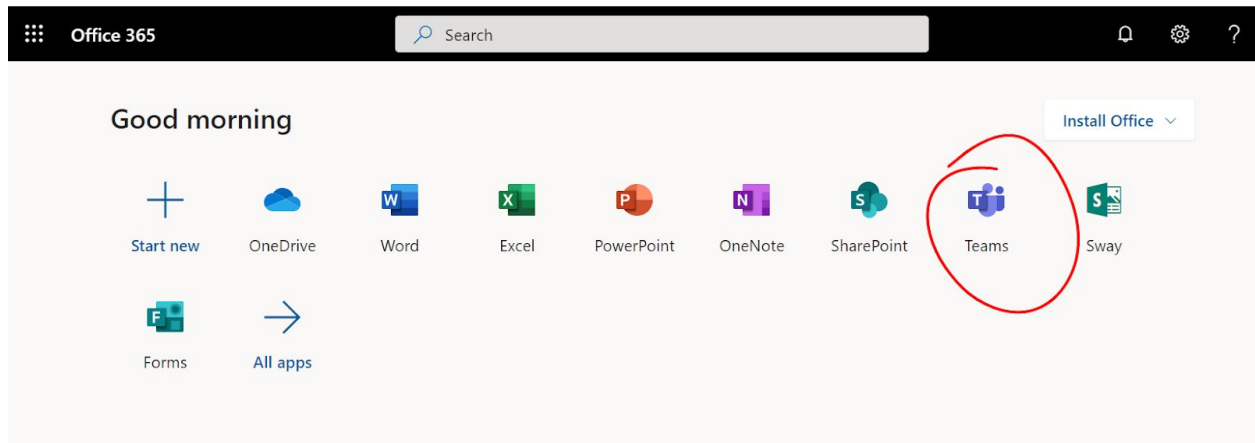 Office 365
Search
?
Good morning
Install Office
W
X
P
N
S
T
S
Start new
OneDrive
Word
Excel
PowerPoint
OneNote
SharePoint
Teams
Sway
F
Forms
All apps